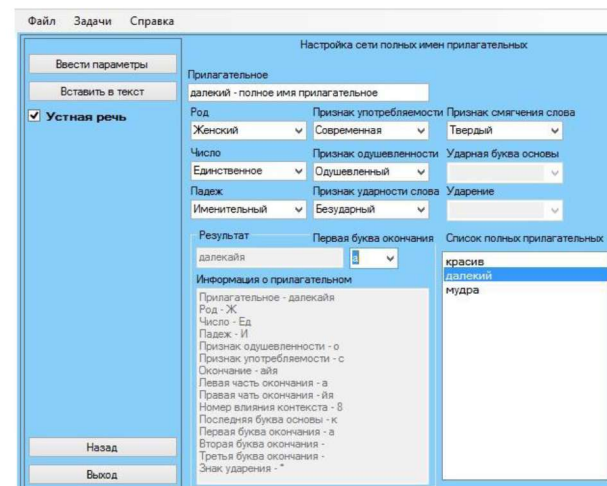 Файл Задачи Справка
Настройка сети полных имен прилагательных
Ввести параметры
Вставить в текст
Устная речь
Прилагательное
далекий - полное имя прилагательное
Род Признак употребляемости Признак смягчения слова
Женский Современная Твердый
Число Признак одушевленности Ударная буква основы
Единственное Одушевленный
Падеж Признак ударности слова Ударение
Именительный Безударный
Результат Первая буква окончания Список полных прилагательных
далекайя а
красив
далекий
мудра
Информация о прилагательном
Прилагательное - далекайя
Род - Ж
Число - Ед
Падеж - И
Признак одушевленности - о
Признак употребляемости - с
Окончание - айя
Левая часть окончания - а
Правая чать окончания - йя
Номер влияния контекста - 8
Последняя буква основы - к
Первая буква окончания - а
Вторая буква окончания -
Третья буква окончания -
Знак ударения - *
Назад
Выход